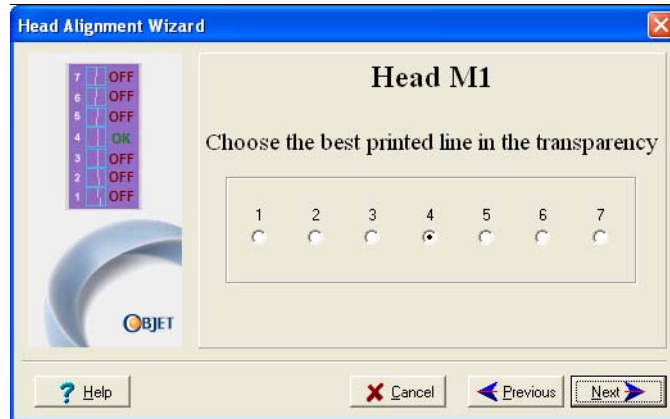 Head Alignment Wizard
7 OFF
6 OFF
5 OFF
4 OK
3 OFF
2 OFF
1 OFF
OBJET
Head M1
Choose the best printed line in the transparency
1 2 3 4 5 6 7
? Help
Cancel
Previous
Next